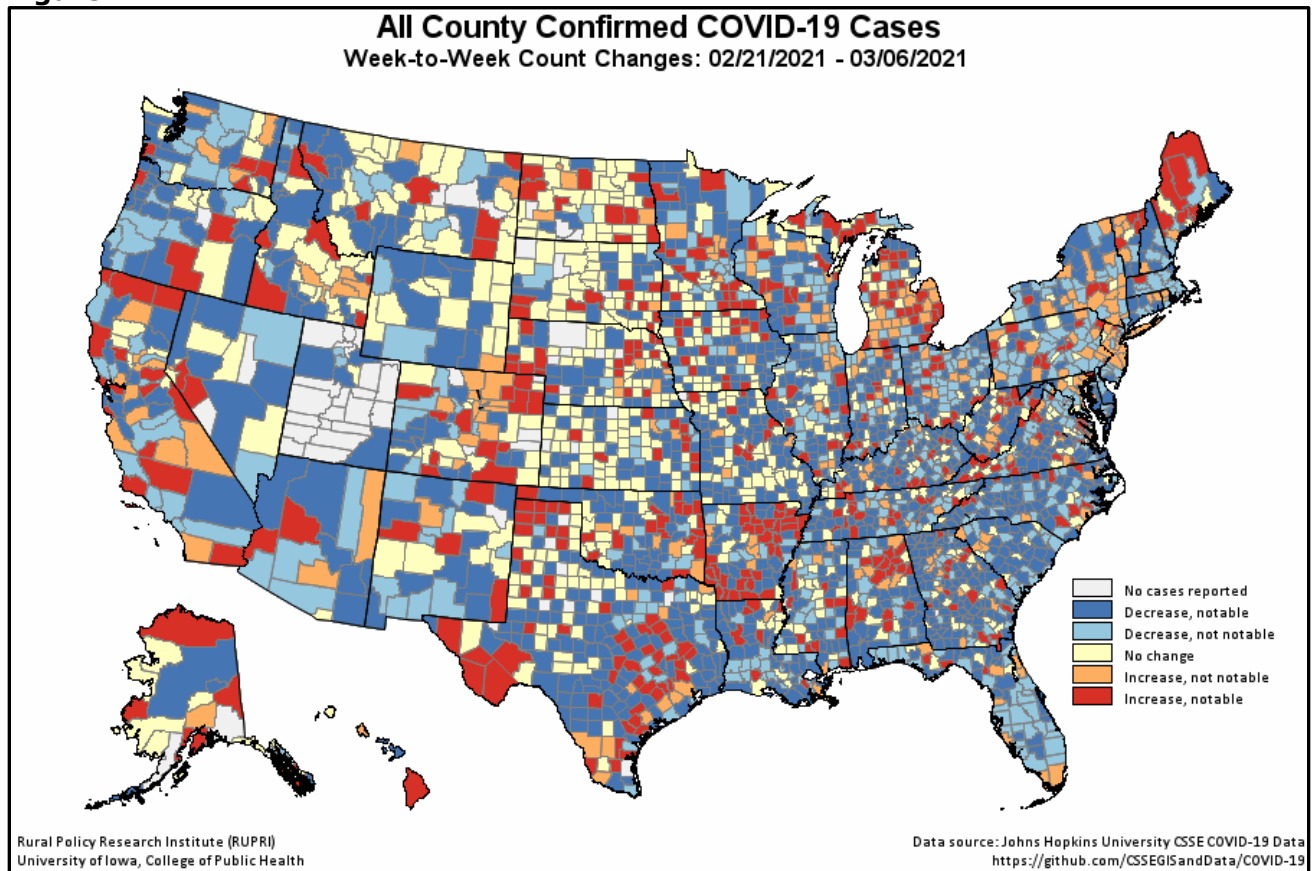 All County Confirmed COVID-19 Cases
Week-to-Week Count Changes: 02/21/2021 - 03/06/2021
No cases reported
Decrease, notable
Decrease, not notable
No change
Increase, not notable
Increase, notable
Rural Policy Research Institute (RUPRI)
University of Iowa, College of Public Health
Data source: Johns Hopkins University CSSE COVID-19 Data
https://github.com/CSSEGISandData/COVID-19